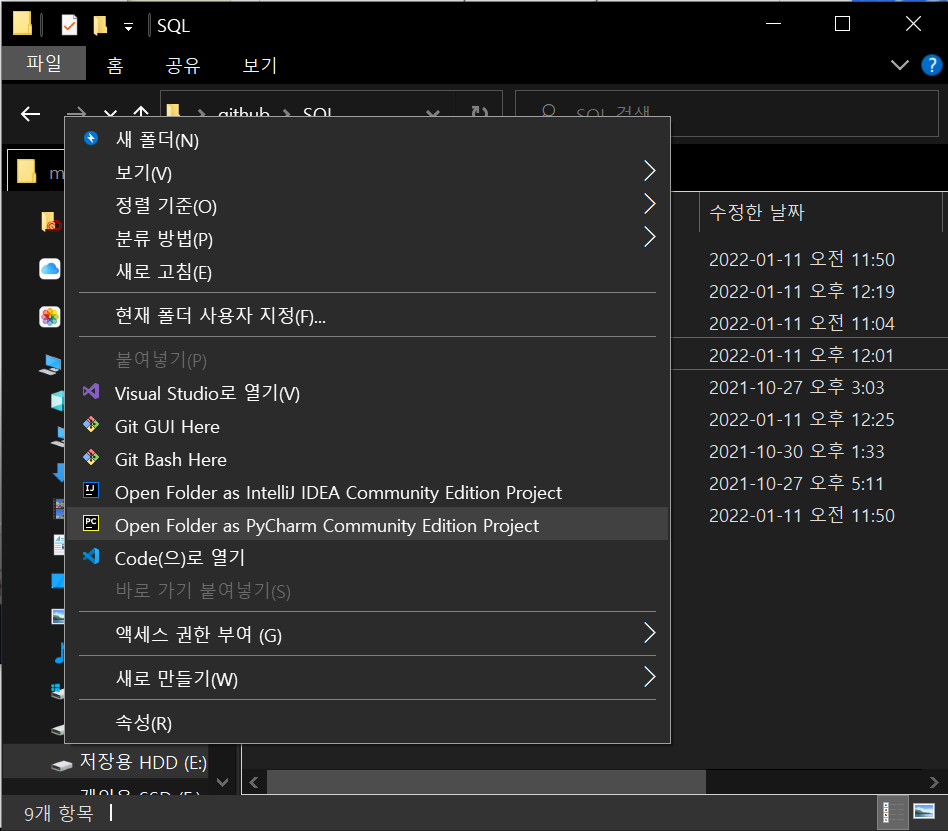 SQL
파일 홈 공유 보기
github SQL
SQL 검색
m
수정한 날짜
새 폴더(N)
보기(V)
정렬 기준(O)
분류 방법(P)
새로 고침(E)
현재 폴더 사용자 지정(F)...
붙여넣기(P)
Visual Studio로 열기(V)
Git GUI Here
Git Bash Here
Open Folder as IntelliJ IDEA Community Edition Project
Open Folder as PyCharm Community Edition Project
Code(으)로 열기
바로 가기 붙여넣기(S)
액세스 권한 부여 (G)
새로 만들기(W)
속성(R)
2022-01-11 오전 11:50
2022-01-11 오후 12:19
2022-01-11 오전 11:04
2022-01-11 오후 12:01
2021-10-27 오후 3:03
2022-01-11 오후 12:25
2021-10-30 오후 1:33
2021-10-27 오후 5:11
2022-01-11 오전 11:50
저장용 HDD (E:)
9개 항목